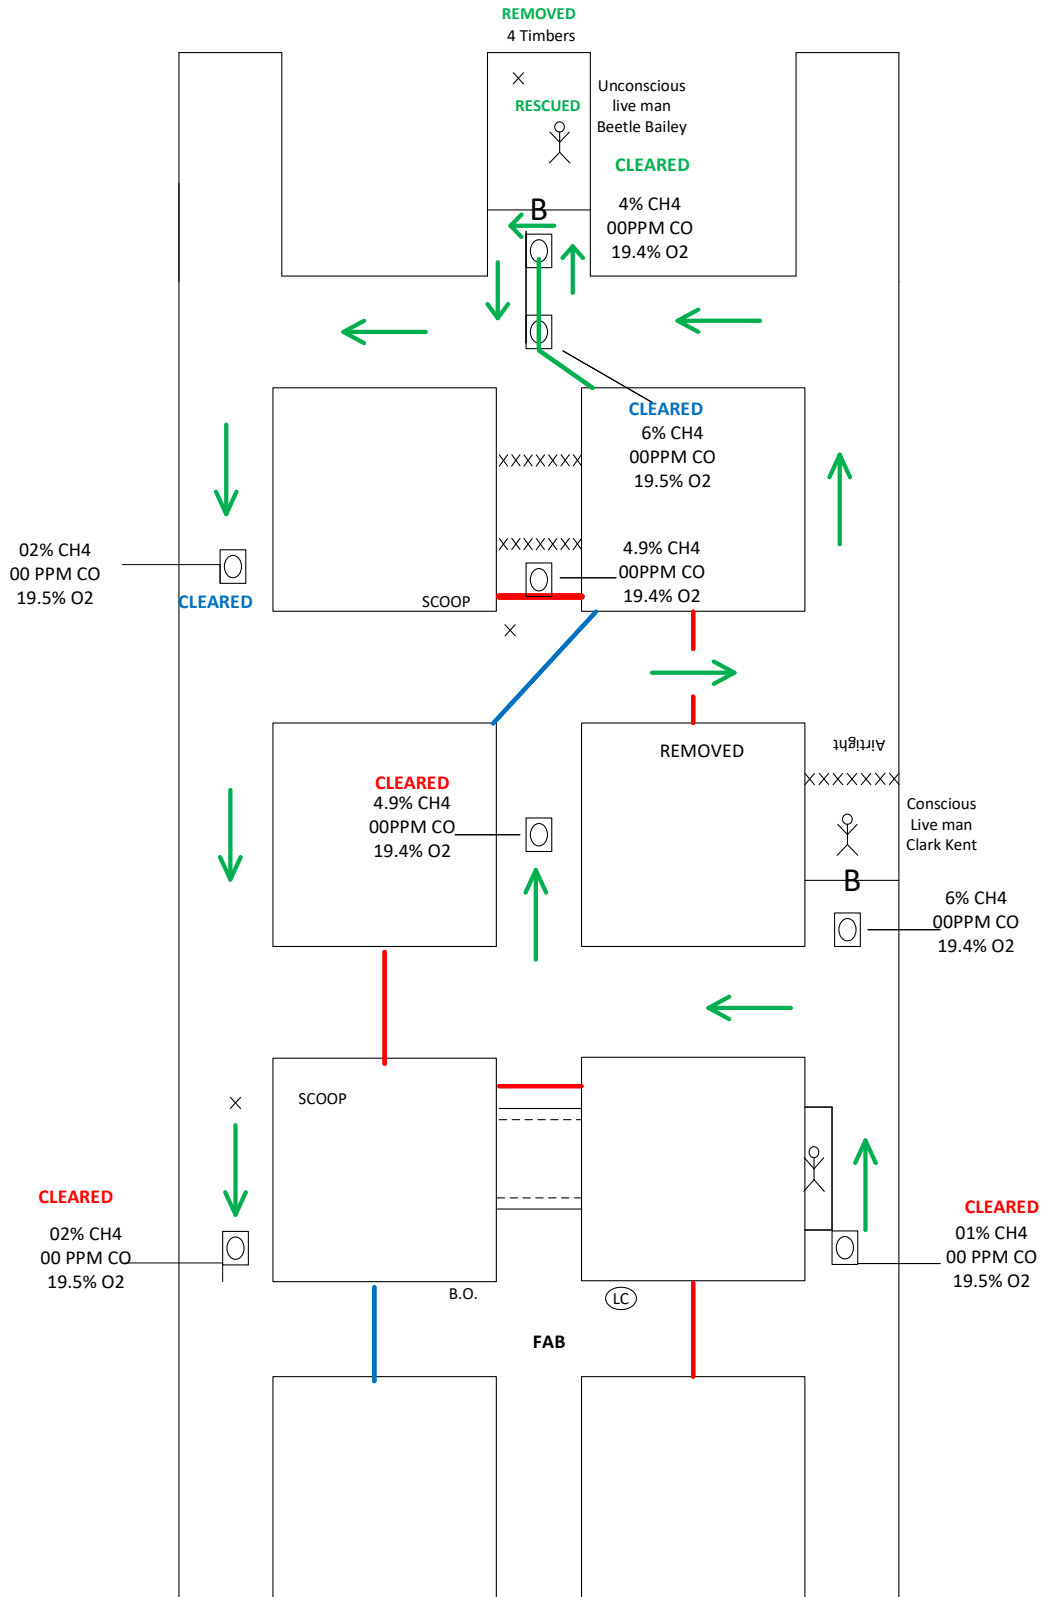 REMOVED
4 Timbers
X
Unconscious
live man
Beetle Bailey
RESCUED
CLEARED
B
4% CH4
00PPM CO
19.4% O2
CLEARED
6% CH4
00PPM CO
19.5% O2
XXXXXXX
XXXXXXX
4.9% CH4
00PPM CO
19.4% O2
02% CH4
00 PPM CO
19.5% O2
CLEARED
SCOOP
X
REMOVED
Airtight
XXXXXXX
CLEARED
4.9% CH4
00PPM CO
19.4% O2
Conscious
Live man
Clark Kent
B
6% CH4
00PPM CO
19.4% O2
SCOOP
X
CLEARED
02% CH4
00 PPM CO
19.5% O2
CLEARED
01% CH4
00 PPM CO
19.5% O2
B.O.
LC
FAB